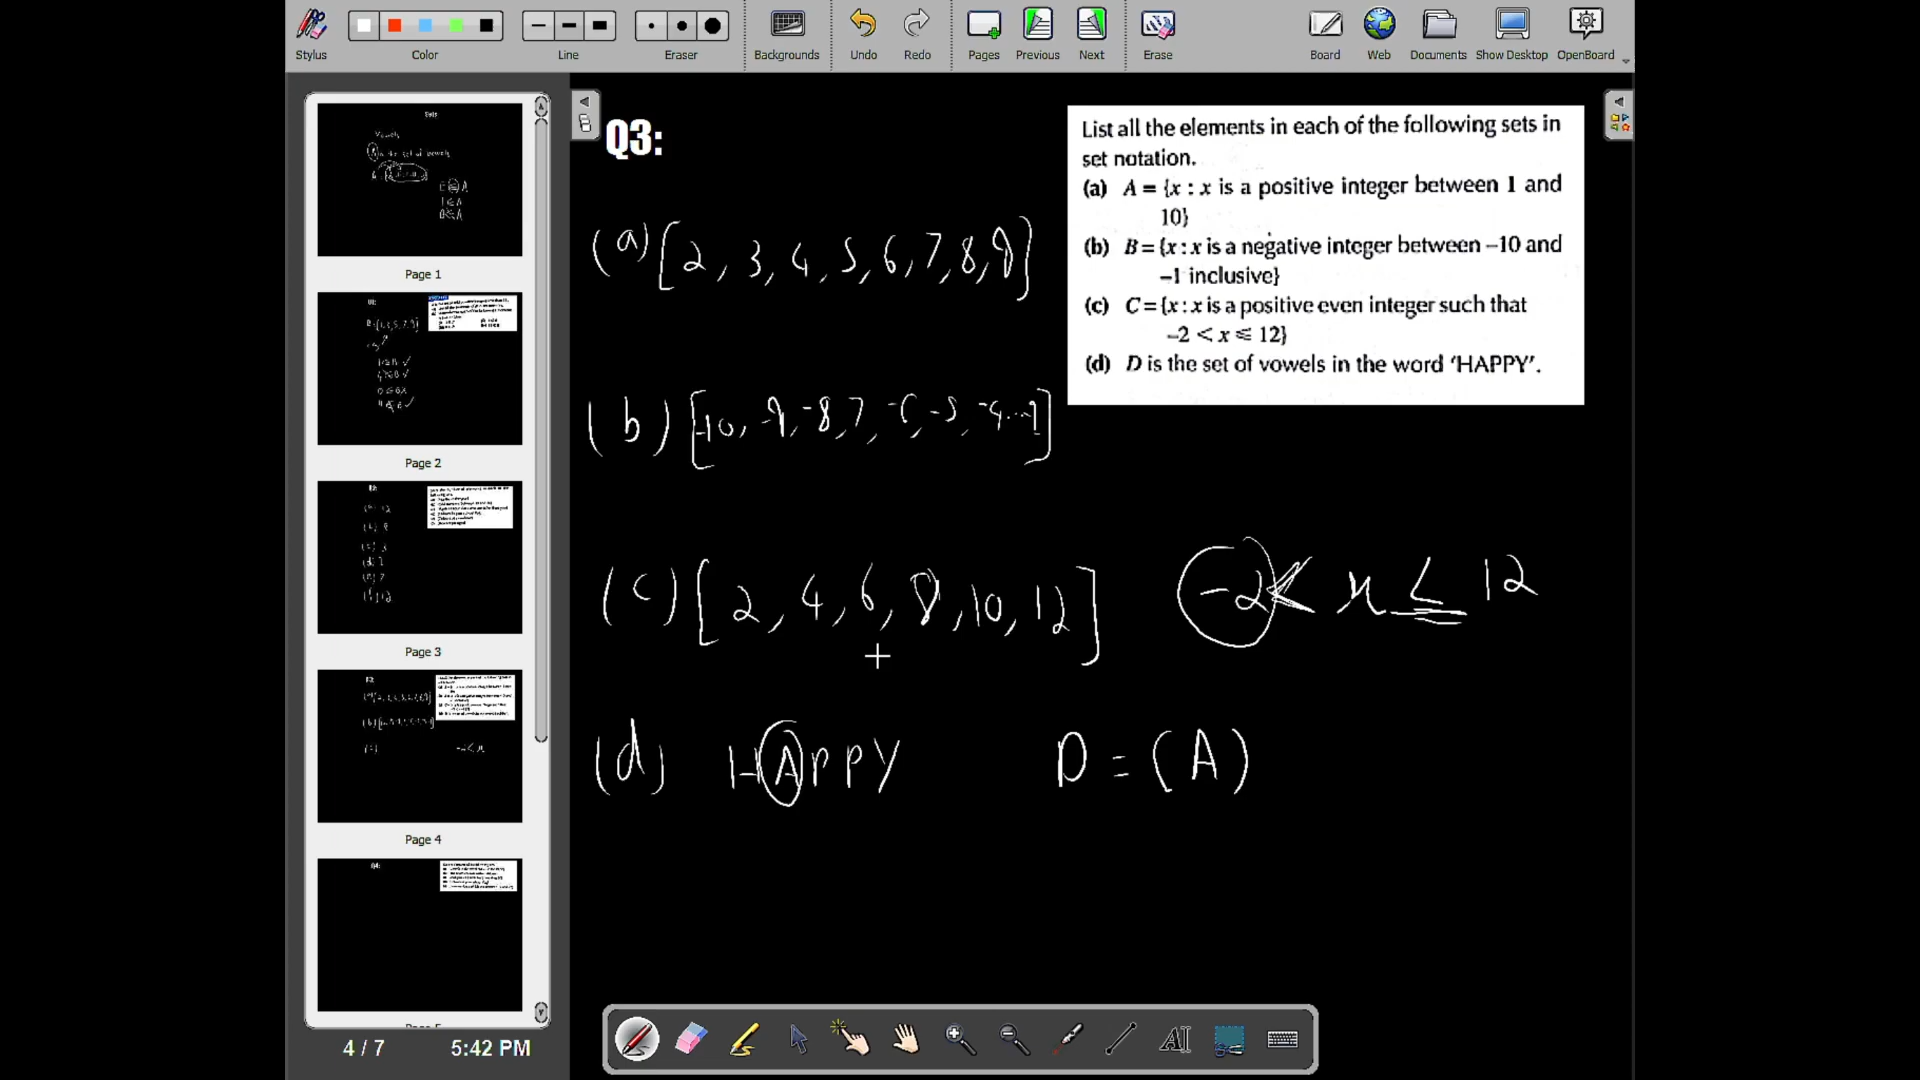 Stylus
Color
Line
Eraser
Backgrounds
Undo
Redo
Pages
Previous
Next
Erase
Board
Web
Documents
Show Desktop
OpenBoard
Page 1
Page 2
Page 3
Page 4
4 / 7
5:42 PM
Q3:
List all the elements in each of the following sets in
set notation.
(a) A = {x : x is a positive integer between 1 and
10}
(b) B = {x : x is a negative integer between –10 and
–1 inclusive}
(c) C = {x : x is a positive even integer such that
–2 < x ⩽ 12}
(d) D is the set of vowels in the word ‘HAPPY’.
(a) [2, 3, 4, 5, 6, 7, 8, 9]
(b) [-10, -9, -8, 7, -6, -5, -4...-1]
(c) [2, 4, 6, 8, 10, 12]
-2 < x ≤ 12
(d) HAPPY D = (A)